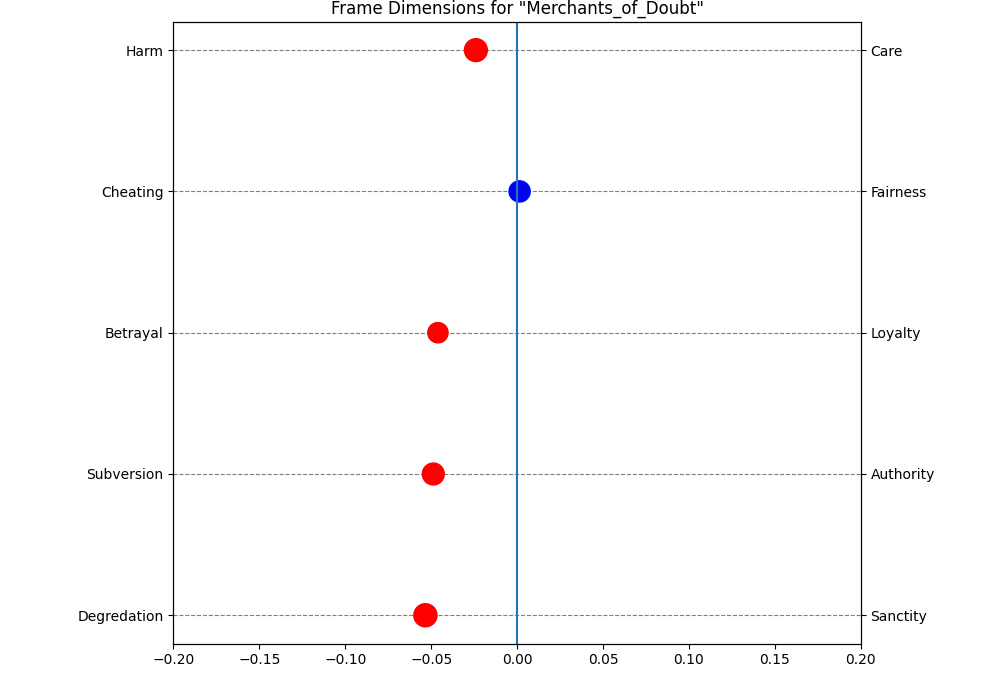 Frame Dimensions for "Merchants_of_Doubt"
Harm Care
Cheating Fairness
Betrayal Loyalty
Subversion Authority
Degredation Sanctity
−0.20 −0.15 −0.10 −0.05 0.00 0.05 0.10 0.15 0.20